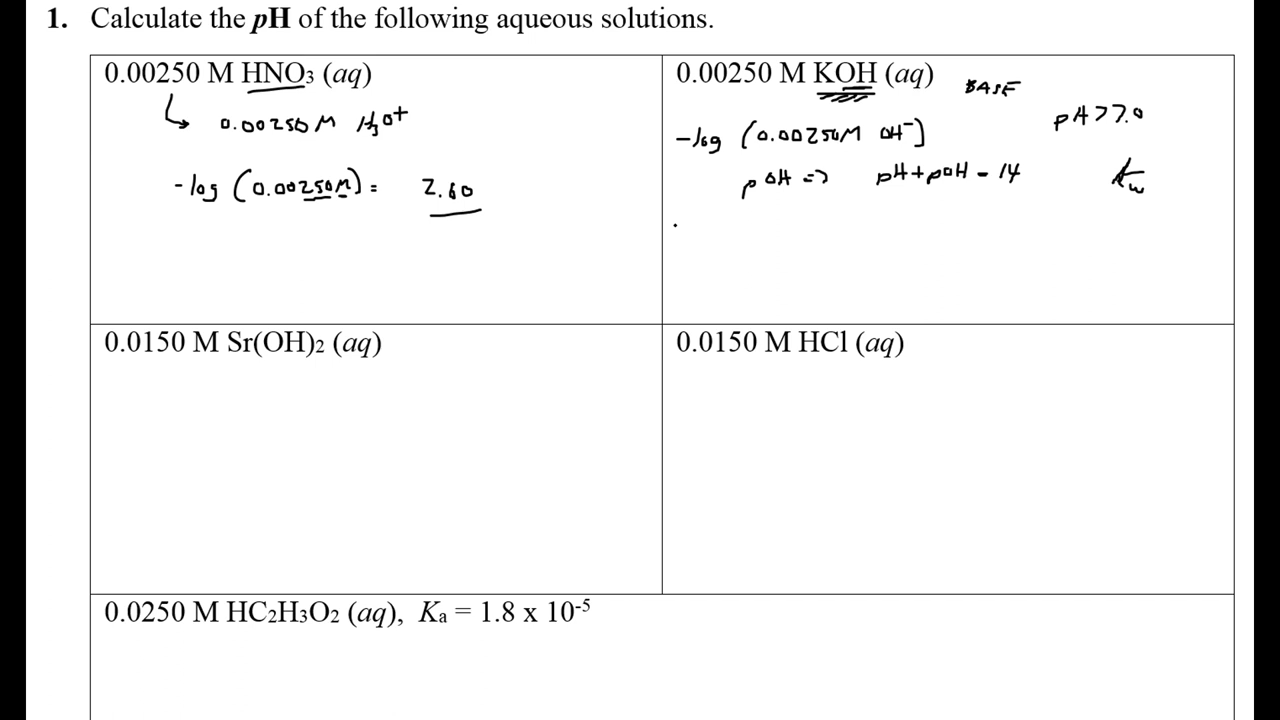 1. Calculate the pH of the following aqueous solutions.
0.00250 M HNO3 (aq)
0.00250 M H3O+
-log (0.00250M) = 2.60
0.00250 M KOH (aq) BASE
pH>7.0
-log (0.00250M OH-)
pOH => pH+pOH = 14 Kw
0.0150 M Sr(OH)2 (aq)
0.0150 M HCl (aq)
0.0250 M HC2H3O2 (aq), Ka = 1.8 x 10-5